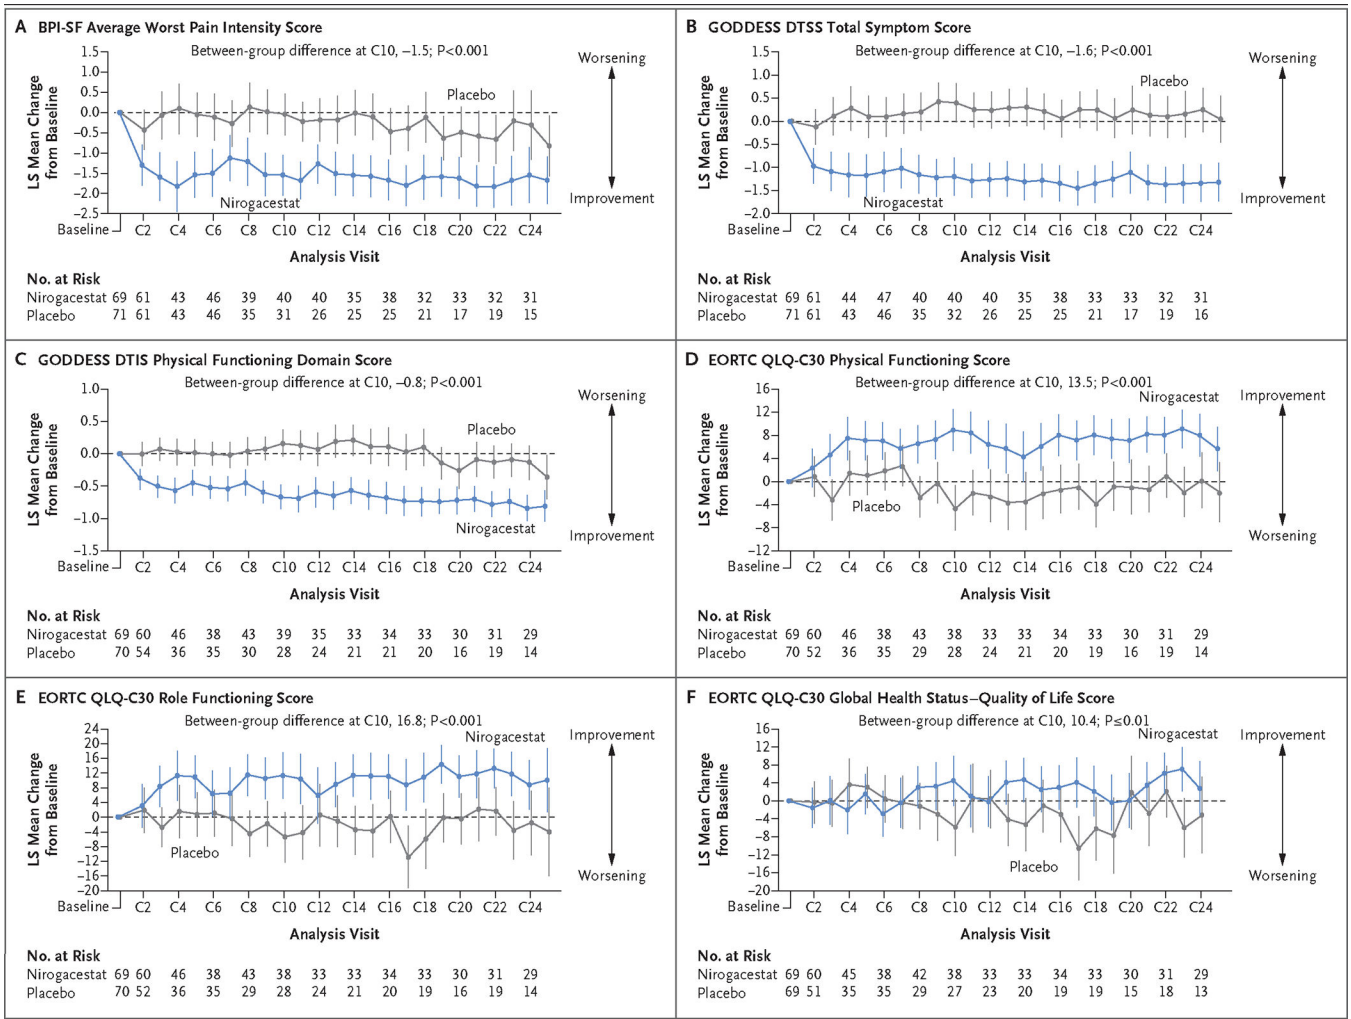 A BPI-SF Average Worst Pain Intensity Score
Between-group difference at C10, –1.5; P<0.001
LS Mean Change
from Baseline
1.5
1.0
0.5
0.0
–0.5
–1.0
–1.5
–2.0
–2.5
Placebo
Nirogacestat
Worsening
Improvement
Baseline C2 C4 C6 C8 C10 C12 C14 C16 C18 C20 C22 C24
Analysis Visit
No. at Risk
Nirogacestat 69 61 43 46 39 40 40 35 38 32 33 32 31
Placebo 71 61 43 46 35 31 26 25 25 21 17 19 15
B GODDESS DTSS Total Symptom Score
Between-group difference at C10, –1.6; P<0.001
LS Mean Change
from Baseline
1.5
1.0
0.5
0.0
–0.5
–1.0
–1.5
–2.0
Placebo
Nirogacestat
Worsening
Improvement
Baseline C2 C4 C6 C8 C10 C12 C14 C16 C18 C20 C22 C24
Analysis Visit
No. at Risk
Nirogacestat 69 61 44 47 40 40 40 35 38 33 33 32 31
Placebo 71 61 43 46 35 32 26 25 25 21 17 19 16
C GODDESS DTIS Physical Functioning Domain Score
Between-group difference at C10, –0.8; P<0.001
LS Mean Change
from Baseline
1.0
0.5
0.0
–0.5
–1.0
–1.5
Placebo
Nirogacestat
Worsening
Improvement
Baseline C2 C4 C6 C8 C10 C12 C14 C16 C18 C20 C22 C24
Analysis Visit
No. at Risk
Nirogacestat 69 60 46 38 43 39 35 33 34 33 30 31 29
Placebo 70 54 36 35 30 28 24 21 21 20 16 19 14
D EORTC QLQ-C30 Physical Functioning Score
Between-group difference at C10, 13.5; P<0.001
LS Mean Change
from Baseline
16
12
8
4
0
–4
–8
–12
Nirogacestat
Placebo
Improvement
Worsening
Baseline C2 C4 C6 C8 C10 C12 C14 C16 C18 C20 C22 C24
Analysis Visit
No. at Risk
Nirogacestat 69 60 46 38 43 38 33 33 34 33 30 31 29
Placebo 70 52 36 35 29 28 24 21 20 19 16 19 14
E EORTC QLQ-C30 Role Functioning Score
Between-group difference at C10, 16.8; P<0.001
LS Mean Change
from Baseline
24
20
16
12
8
4
0
–4
–8
–12
–16
–20
Nirogacestat
Placebo
Improvement
Worsening
Baseline C2 C4 C6 C8 C10 C12 C14 C16 C18 C20 C22 C24
Analysis Visit
No. at Risk
Nirogacestat 69 60 46 38 43 38 33 33 34 33 30 31 29
Placebo 70 52 36 35 29 28 24 21 20 19 16 19 14
F EORTC QLQ-C30 Global Health Status–Quality of Life Score
Between-group difference at C10, 10.4; P≤0.01
LS Mean Change
from Baseline
16
12
8
4
0
–4
–8
–12
–16
–20
Nirogacestat
Placebo
Improvement
Worsening
Baseline C2 C4 C6 C8 C10 C12 C14 C16 C18 C20 C22 C24
Analysis Visit
No. at Risk
Nirogacestat 69 60 45 38 42 38 33 33 34 33 30 31 29
Placebo 69 51 35 35 29 27 23 20 19 19 15 18 13